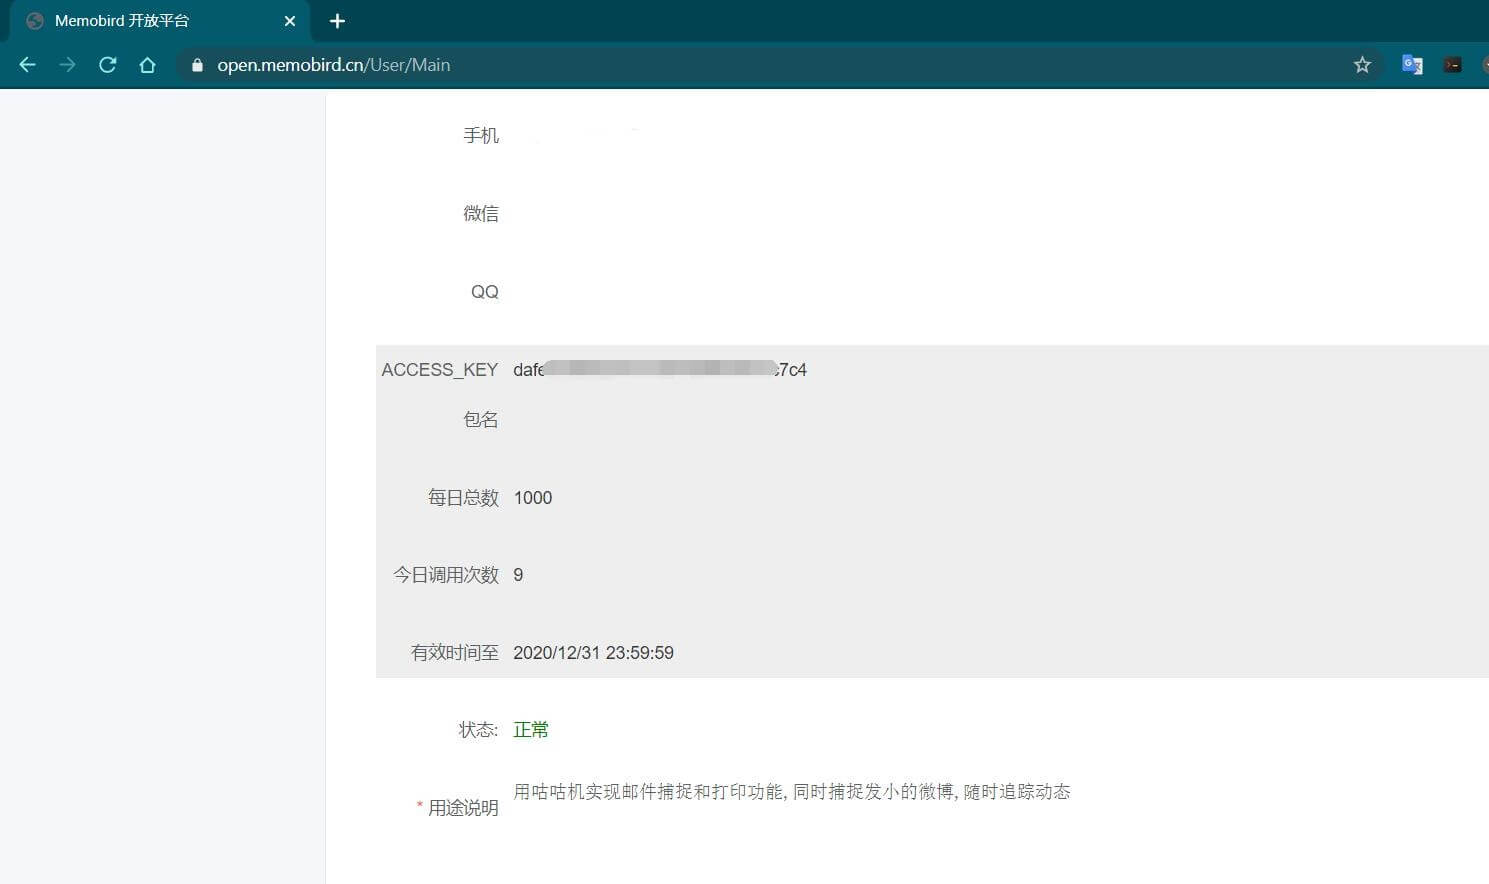 Memobird 开放平台
open.memobird.cn/User/Main
手机
微信
QQ
ACCESS_KEY dafe c7c4
包名
每日总数 1000
今日调用次数 9
有效时间至 2020/12/31 23:59:59
状态: 正常
* 用途说明 用咕咕机实现邮件捕捉和打印功能, 同时捕捉发小的微博, 随时追踪动态